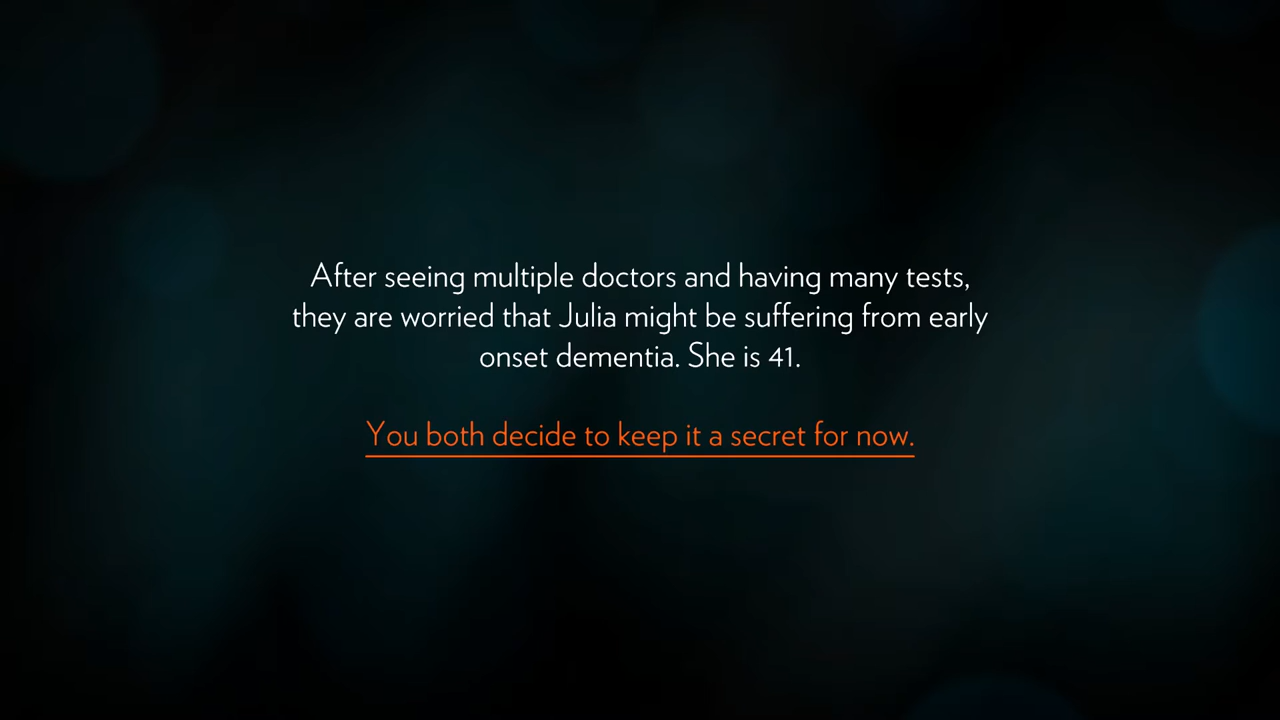 After seeing multiple doctors and having many tests,
they are worried that Julia might be suffering from early
onset dementia. She is 41.
You both decide to keep it a secret for now.